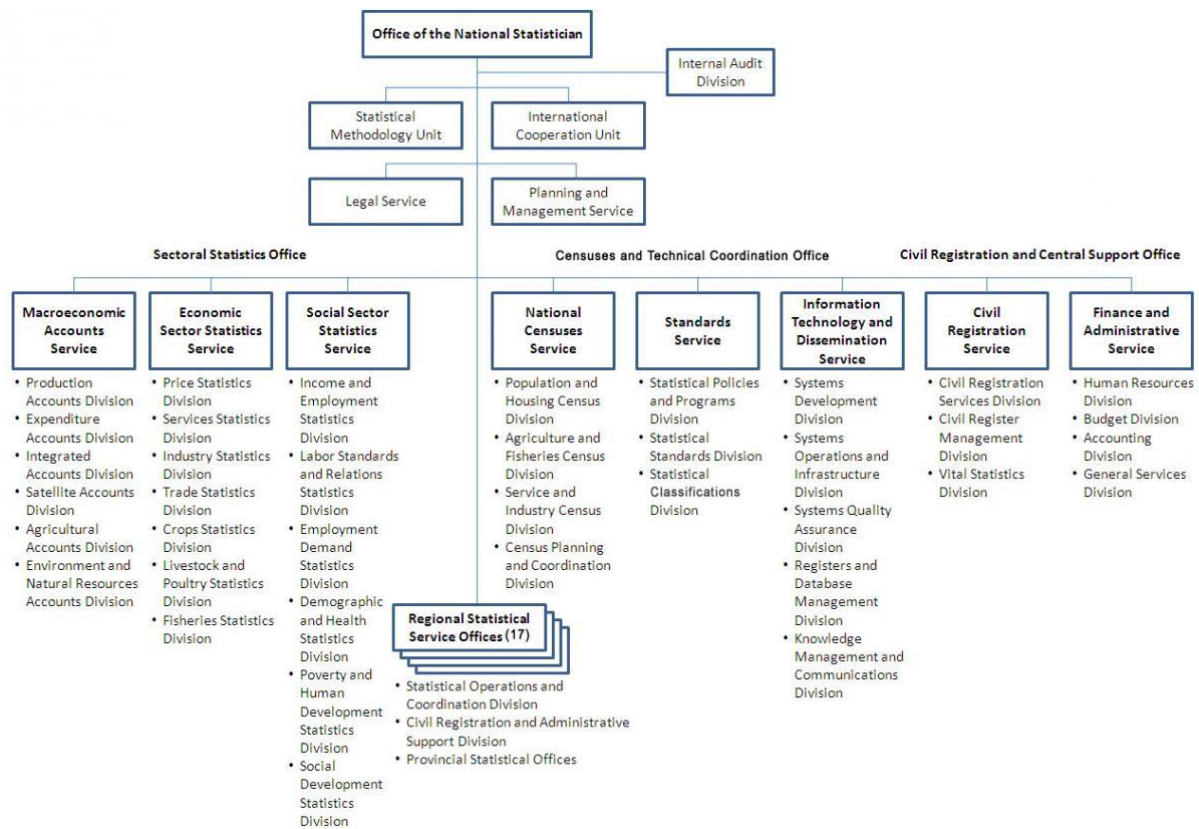 Office of the National Statistician
Internal Audit
Division
Statistical
Methodology Unit
International
Cooperation Unit
Legal Service
Planning and
Management Service
Sectoral Statistics Office
Censuses and Technical Coordination Office
Civil Registration and Central Support Office
Macroeconomic
Accounts
Service
• Production
Accounts Division
• Expenditure
Accounts Division
• Integrated
Accounts Division
• Satellite Accounts
Division
• Agricultural
Accounts Division
• Environment and
Natural Resources
Accounts Division
Economic
Sector Statistics
Service
• Price Statistics
Division
• Services Statistics
Division
• Industry Statistics
Division
• Trade Statistics
Division
• Crops Statistics
Division
• Livestock and
Poultry Statistics
Division
• Fisheries Statistics
Division
Social Sector
Statistics
Service
• Income and
Employment
Statistics
Division
• Labor Standards
and Relations
Statistics
Division
• Employment
Demand
Statistics
Division
• Demographic
and Health
Statistics
Division
• Poverty and
Human
Development
Statistics
Division
• Social
Development
Statistics
Division
National
Censuses
Service
• Population and
Housing Census
Division
• Agriculture and
Fisheries Census
Division
• Service and
Industry Census
Division
• Census Planning
and Coordination
Division
Standards
Service
• Statistical Policies
and Programs
Division
• Statistical
Standards Division
• Statistical
Classifications
Division
Information
Technology and
Dissemination
Service
• Systems
Development
Division
• Systems
Operations and
Infrastructure
Division
• Systems Quality
Assurance
Division
• Registers and
Database
Management
Division
• Knowledge
Management and
Communications
Division
Civil
Registration
Service
• Civil Registration
Services Division
• Civil Register
Management
Division
• Vital Statistics
Division
Finance and
Administrative
Service
• Human Resources
Division
• Budget Division
• Accounting
Division
• General Services
Division
Regional Statistical
Service Offices (17)
• Statistical Operations and
Coordination Division
• Civil Registration and Administrative
Support Division
• Provincial Statistical Offices